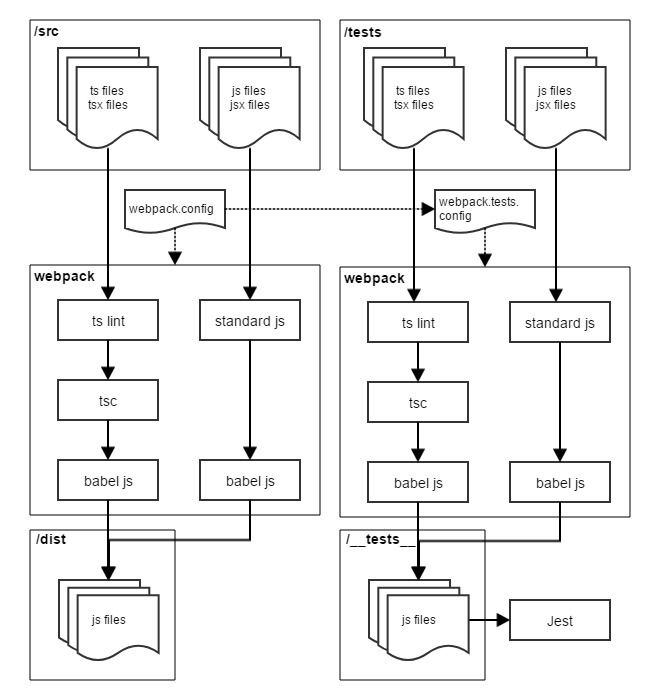 /src
ts files
tsx files
js files
jsx files
/tests
ts files
tsx files
js files
jsx files
webpack.config
webpack.tests.
config
webpack
ts lint
standard js
tsc
babel js
babel js
webpack
ts lint
standard js
tsc
babel js
babel js
/dist
js files
/__tests__
js files
Jest